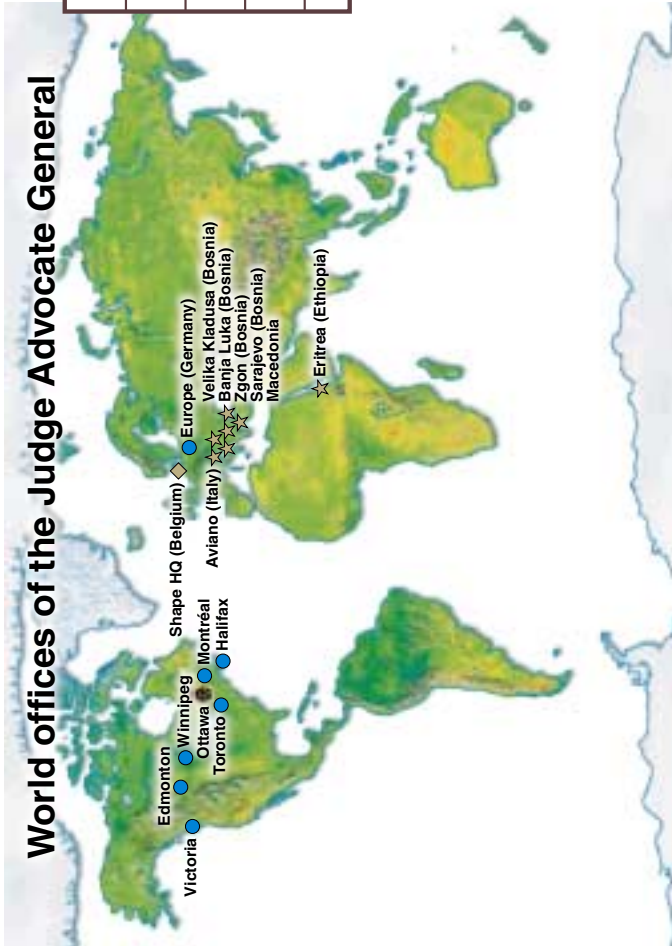 World offices of the Judge Advocate General
Victoria
Edmonton
Winnipeg
Ottawa
Toronto
Montréal
Halifax
Shape HQ (Belgium)
Europe (Germany)
Aviano (Italy)
Velika Kladusa (Bosnia)
Banja Luka (Bosnia)
Zgon (Bosnia)
Sarajevo (Bosnia)
Macedonia
Eritrea (Ethiopia)